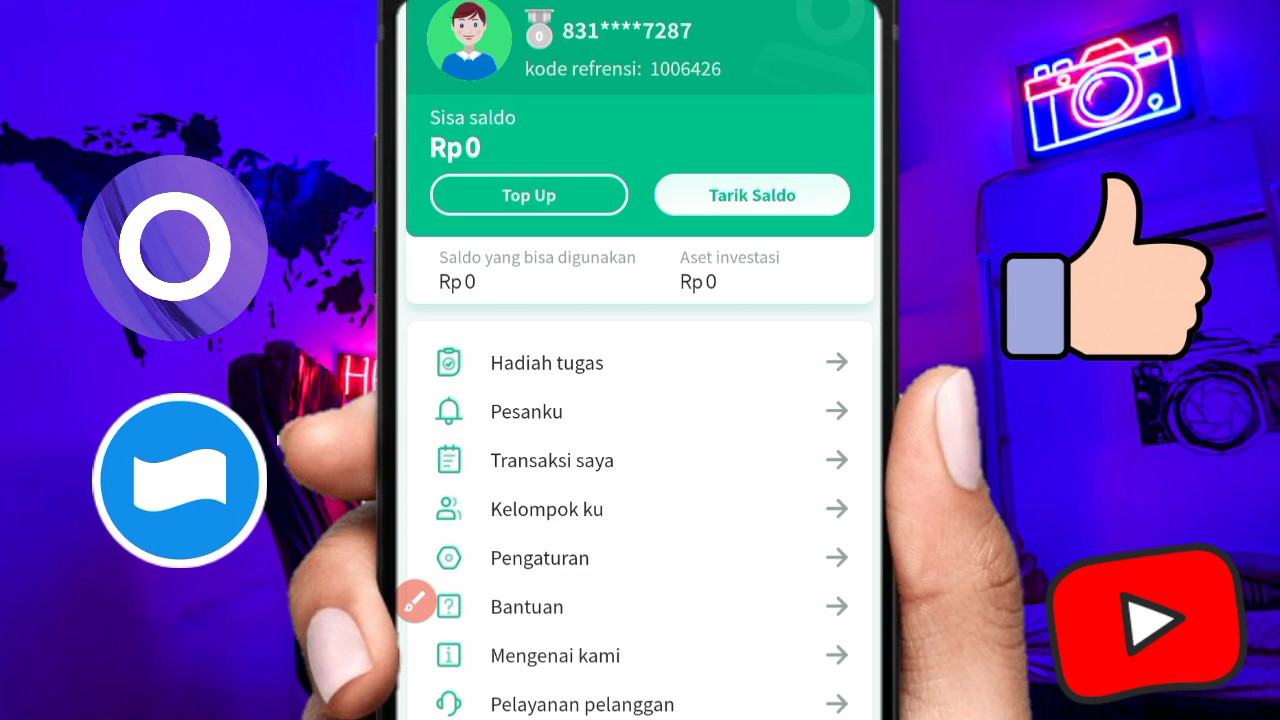 831****7287
kode refrensi: 1006426
Sisa saldo
Rp 0
Top Up
Tarik Saldo
Saldo yang bisa digunakan
Aset investasi
Rp 0
Rp 0
Hadiah tugas
Pesanku
Transaksi saya
Kelompok ku
Pengaturan
Bantuan
Mengenai kami
Pelayanan pelanggan